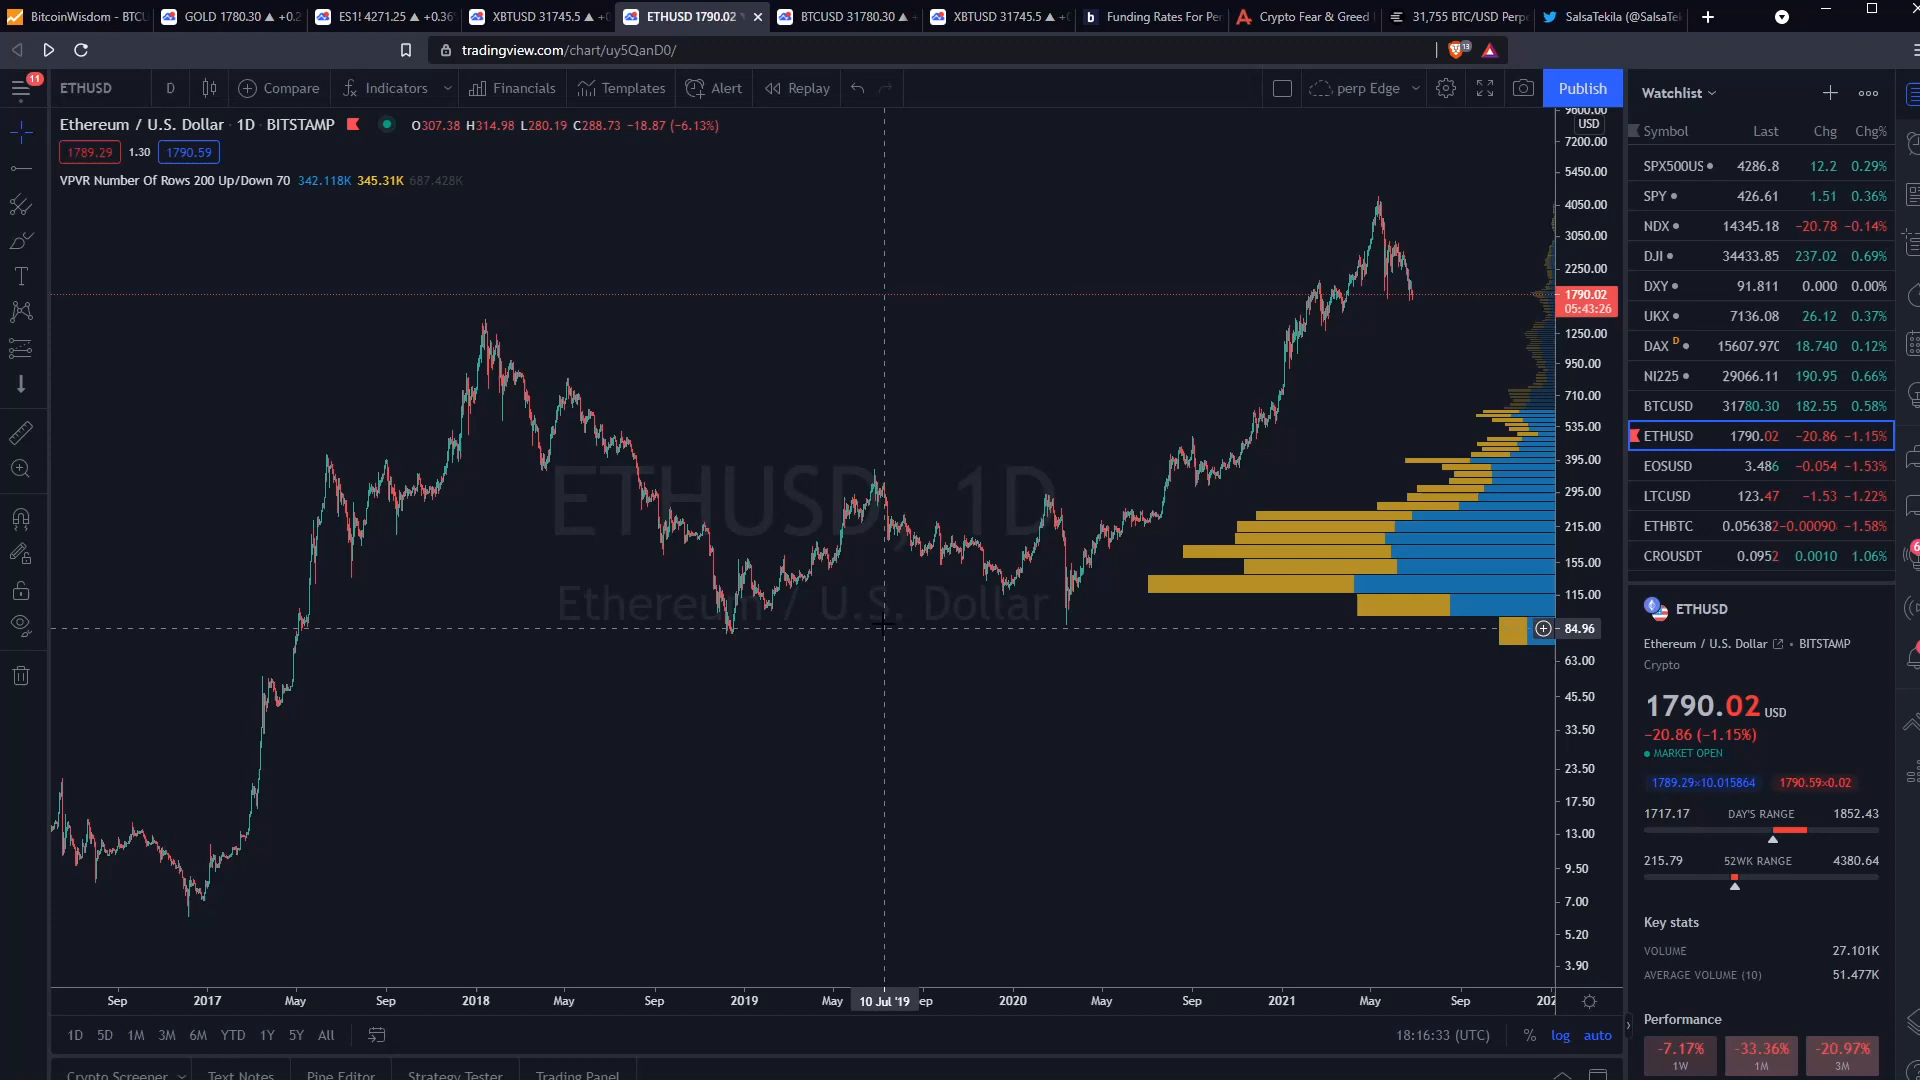 BitcoinWisdom - BTCU
GOLD 1780.30 ▲ +0.2
ES1! 4271.25 ▲ +0.36
XBTUSD 31745.5 ▲ +0
ETHUSD 1790.02
BTCUSD 31780.30 ▲
XBTUSD 31745.5 ▲ +0
b Funding Rates For Per
Crypto Fear & Greed
31,755 BTC/USD Perpe
SalsaTekila (@SalsaTek
tradingview.com/chart/uy5QanD0/
13
11
ETHUSD D Compare Indicators Financials Templates Alert Replay perp Edge Publish
Ethereum / U.S. Dollar · 1D · BITSTAMP O307.38 H314.98 L280.19 C288.73 −18.87 (−6.13%)
1789.29 1.30 1790.59
VPVR Number Of Rows 200 Up/Down 70 342.118K 345.31K 687.428K
ETHUSD, 1D
Ethereum / U.S. Dollar
9600.00
USD
7200.00
5450.00
4050.00
3050.00
2250.00
1790.02
05:43:26
1250.00
950.00
710.00
535.00
395.00
295.00
215.00
155.00
115.00
84.96
63.00
45.50
33.50
23.50
17.50
13.00
9.50
7.00
5.20
3.90
Sep 2017 May Sep 2018 May Sep 2019 May 10 Jul '19 ep 2020 May Sep 2021 May Sep 202
1D 5D 1M 3M 6M YTD 1Y 5Y All 18:16:33 (UTC) % log auto
Crypto Screener Text Notes Pine Editor Strategy Tester Trading Panel
Watchlist
Symbol Last Chg Chg%
SPX500US 4286.8 12.2 0.29%
SPY 426.61 1.51 0.36%
NDX 14345.18 −20.78 −0.14%
DJI 34433.85 237.02 0.69%
DXY 91.811 0.000 0.00%
UKX 7136.08 26.12 0.37%
DAX D 15607.970 18.740 0.12%
NI225 29066.11 190.95 0.66%
BTCUSD 31780.30 182.55 0.58%
ETHUSD 1790.02 −20.86 −1.15%
EOSUSD 3.486 −0.054 −1.53%
LTCUSD 123.47 −1.53 −1.22%
ETHBTC 0.056382 −0.00090 −1.58%
CROUSDT 0.0952 0.0010 1.06%
ETHUSD
Ethereum / U.S. Dollar • BITSTAMP
Crypto
1790.02 USD
−20.86 (−1.15%)
MARKET OPEN
1789.29×10.015864 1790.59×0.02
1717.17 DAY'S RANGE 1852.43
215.79 52WK RANGE 4380.64
Key stats
VOLUME 27.101K
AVERAGE VOLUME (10) 51.477K
Performance
-7.17% -33.36% -20.97%
1W 1M 3M